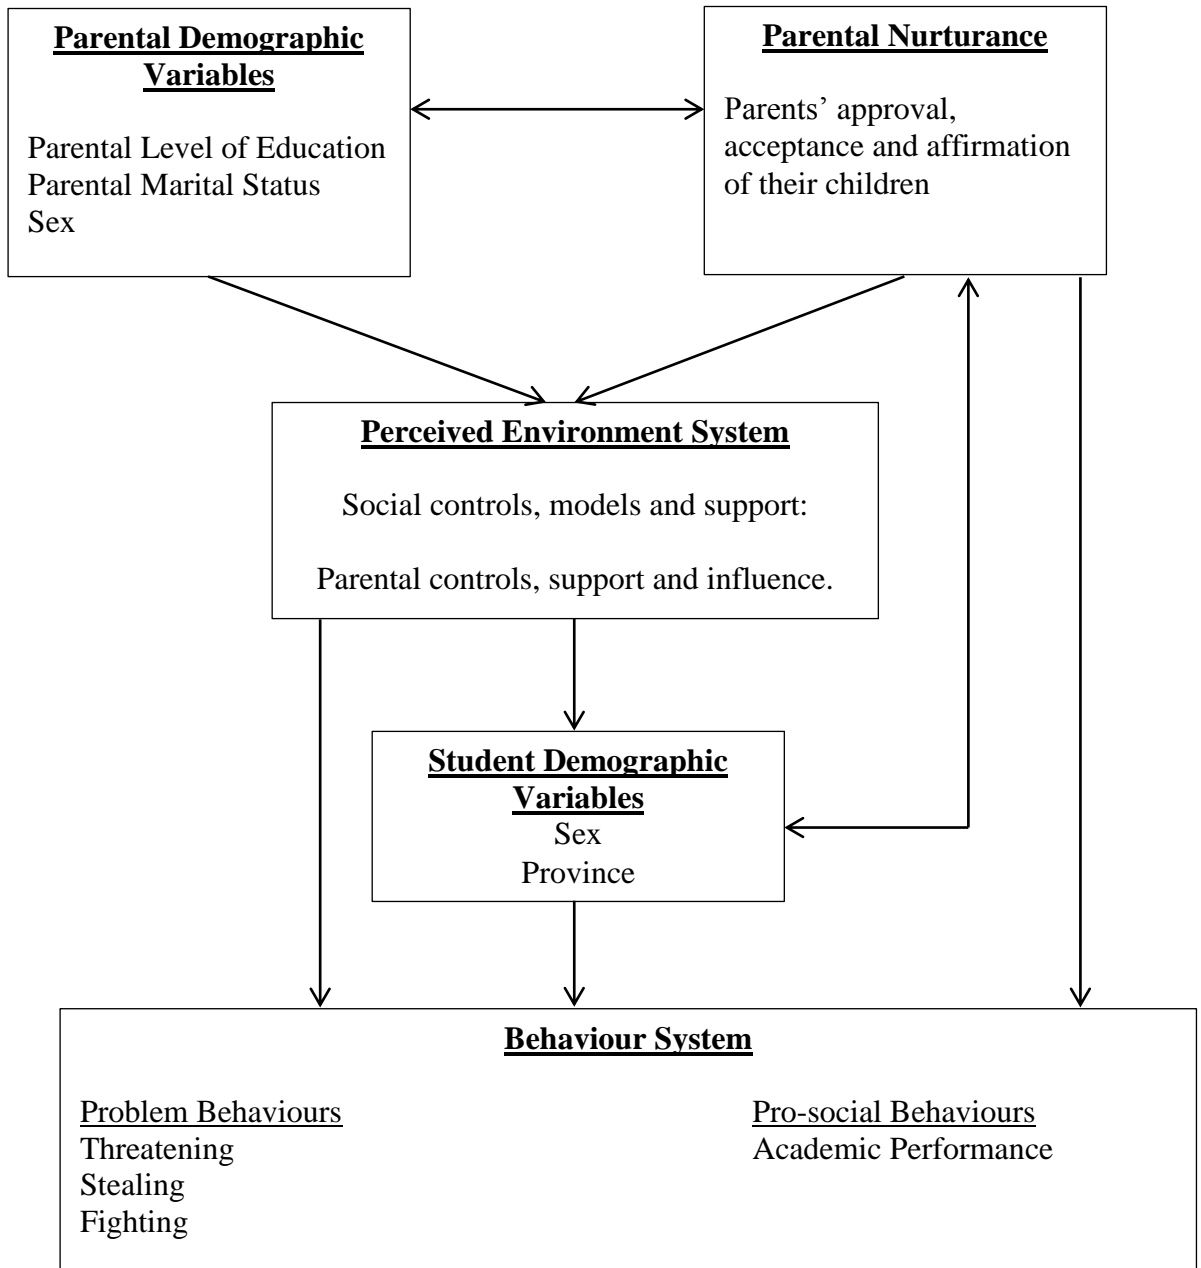 Parental Demographic
Variables
Parental Level of Education
Parental Marital Status
Sex
Parental Nurturance
Parents’ approval,
acceptance and affirmation
of their children
Perceived Environment System
Social controls, models and support:
Parental controls, support and influence.
Student Demographic
Variables
Sex
Province
Behaviour System
Problem Behaviours
Threatening
Stealing
Fighting
Pro-social Behaviours
Academic Performance